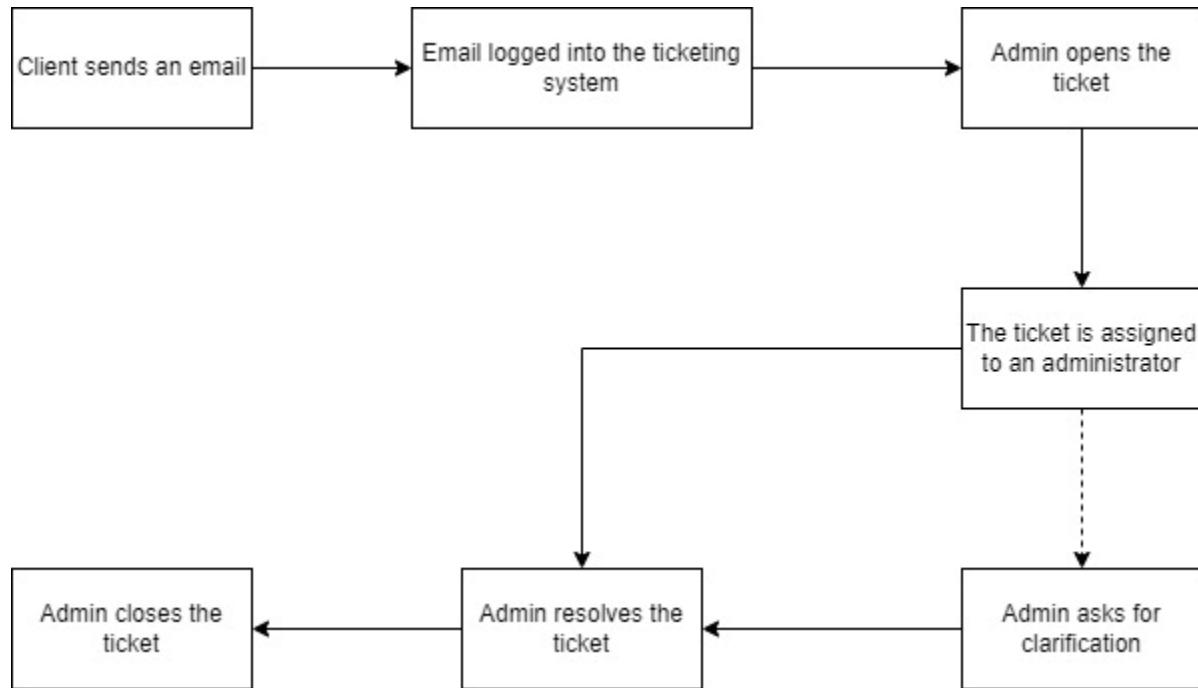 Client sends an email
Email logged into the ticketing
system
Admin opens the
ticket
The ticket is assigned
to an administrator
Admin closes the
ticket
Admin resolves the
ticket
Admin asks for
clarification